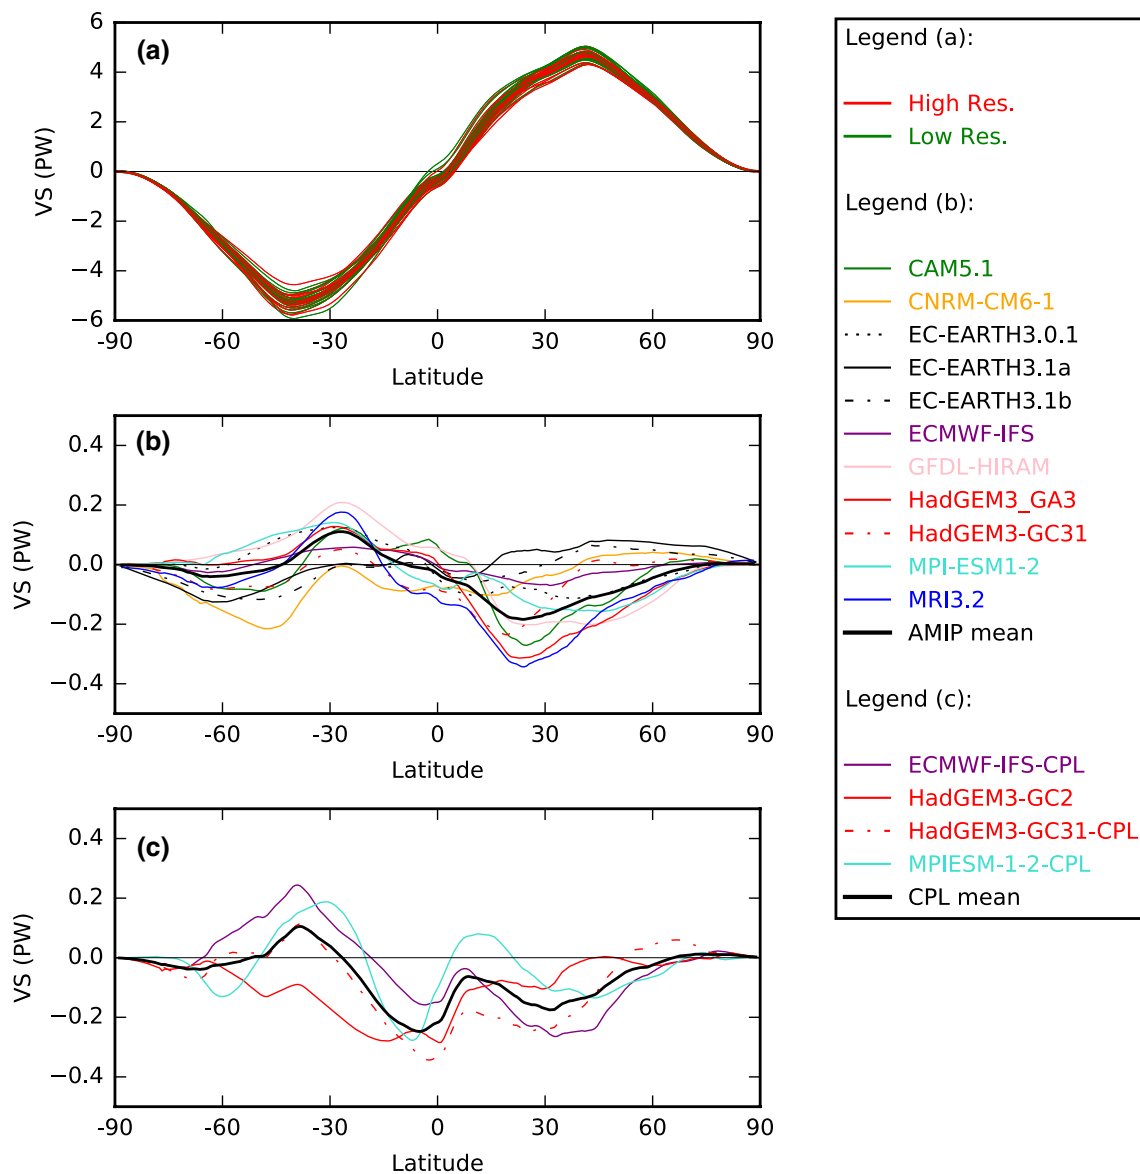 (a)
6
4
2
0
−2
−4
−6
VS (PW)
-90 -60 -30 0 30 60 90
Latitude
(b)
0.4
0.2
0.0
−0.2
−0.4
VS (PW)
-90 -60 -30 0 30 60 90
Latitude
(c)
0.4
0.2
0.0
−0.2
−0.4
VS (PW)
-90 -60 -30 0 30 60 90
Latitude
Legend (a):
High Res.
Low Res.
Legend (b):
CAM5.1
CNRM-CM6-1
EC-EARTH3.0.1
EC-EARTH3.1a
EC-EARTH3.1b
ECMWF-IFS
GFDL-HIRAM
HadGEM3_GA3
HadGEM3-GC31
MPI-ESM1-2
MRI3.2
AMIP mean
Legend (c):
ECMWF-IFS-CPL
HadGEM3-GC2
HadGEM3-GC31-CPL
MPIESM-1-2-CPL
CPL mean